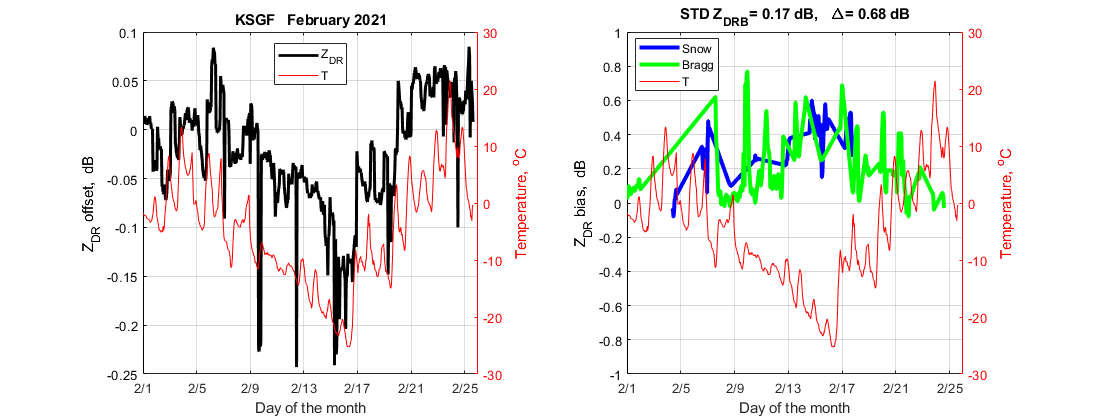 KSGF   February 2021
Z_DR
T
0.1
0.05
0
-0.05
-0.1
-0.15
-0.2
-0.25
Z_DR offset,  dB
30
20
10
0
-10
-20
-30
Temperature, °C
2/1 2/5 2/9 2/13 2/17 2/21 2/25
Day of the month
STD Z_DRB= 0.17 dB,   Δ= 0.68 dB
Snow
Bragg
T
1
0.8
0.6
0.4
0.2
0
-0.2
-0.4
-0.6
-0.8
-1
Z_DR bias,  dB
30
20
10
0
-10
-20
-30
Temperature, °C
2/1 2/5 2/9 2/13 2/17 2/21 2/25
Day of the month